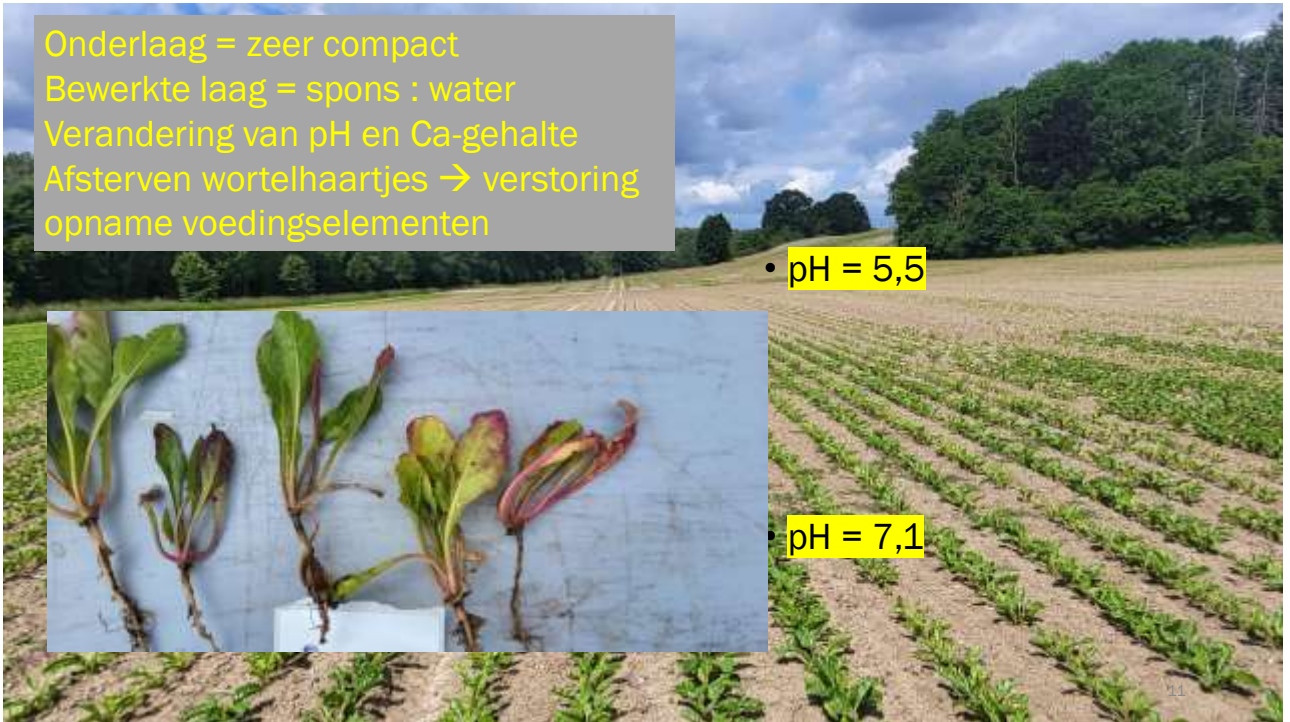 Onderlaag = zeer compact
Bewerkte laag = spons : water
Verandering van pH en Ca-gehalte
Afsterven wortelhaartjes → verstoring
opname voedingselementen
• pH = 5,5
• pH = 7,1
11